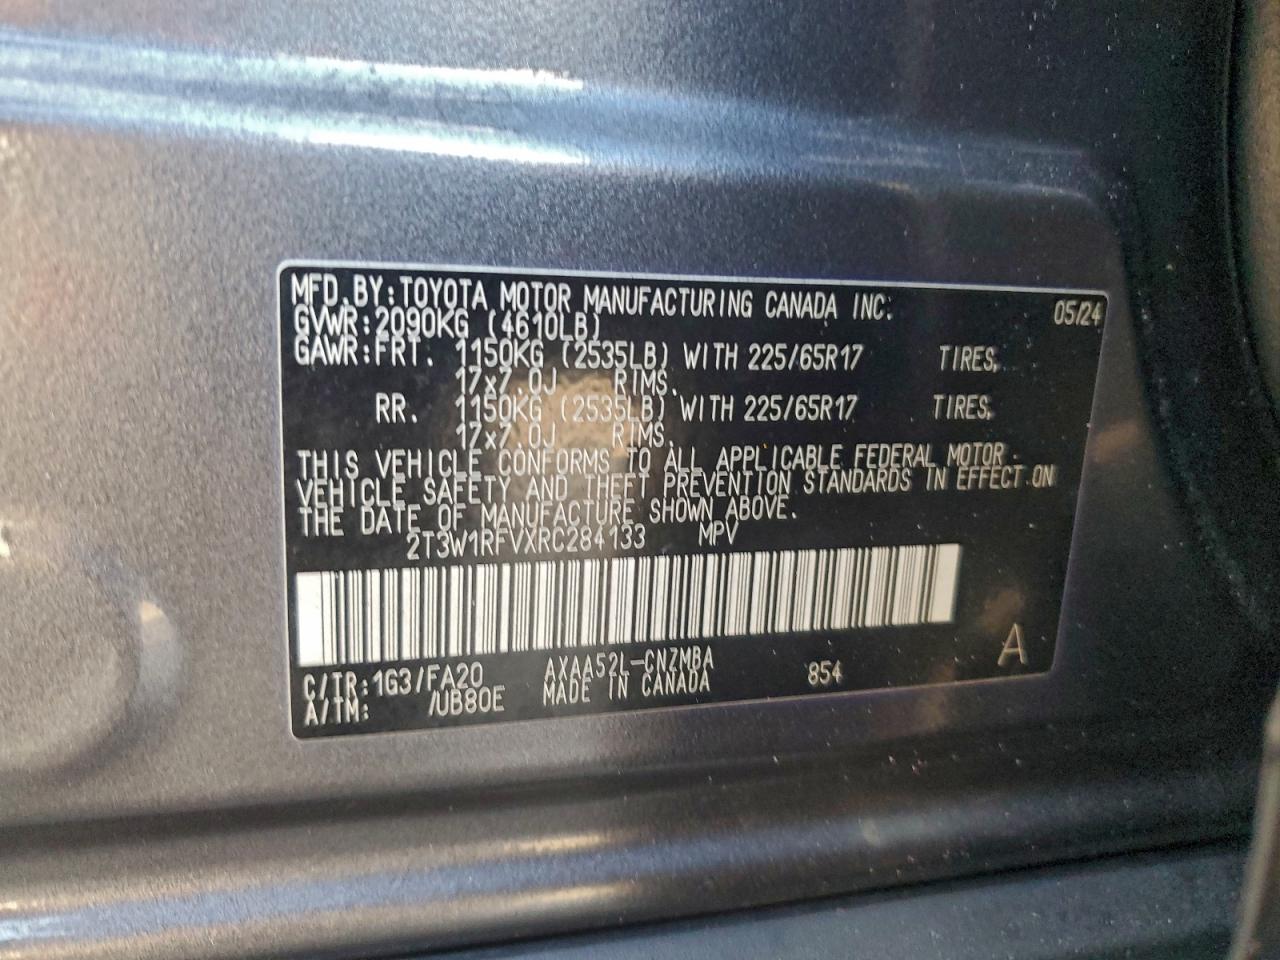 MFD.BY:TOYOTA MOTOR MANUFACTURING CANADA INC. 05/24
GVWR:2090KG (4610LB)
GAWR:FRT. 1150KG (2535LB) WITH 225/65R17 TIRES,
17x7.0J RIMS.
RR. 1150KG (2535LB) WITH 225/65R17 TIRES,
17x7.0J RIMS.
THIS VEHICLE CONFORMS TO ALL APPLICABLE FEDERAL MOTOR
VEHICLE SAFETY AND THEFT PREVENTION STANDARDS IN EFFECT ON
THE DATE OF MANUFACTURE SHOWN ABOVE.
2T3W1RFVXRC284133 MPV
C/TR:1G3/FA20 AXAA52L-CNZMBA 854 A
A/TM: /UB80E MADE IN CANADA